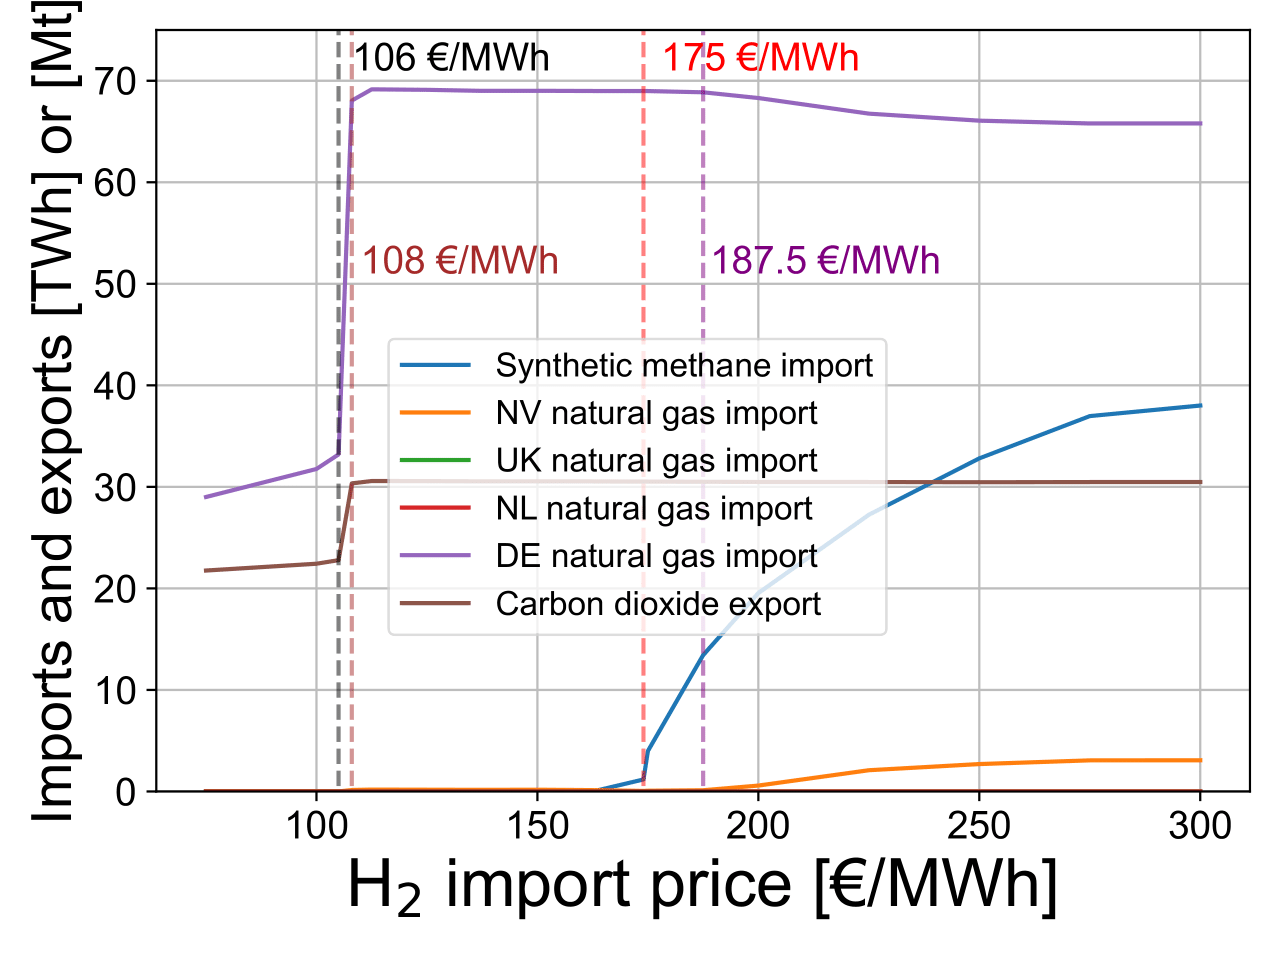 Imports and exports [TWh] or [Mt]
70
60
50
40
30
20
10
0
106 €/MWh
175 €/MWh
108 €/MWh
187.5 €/MWh
Synthetic methane import
NV natural gas import
UK natural gas import
NL natural gas import
DE natural gas import
Carbon dioxide export
100
150
200
250
300
H₂ import price [€/MWh]